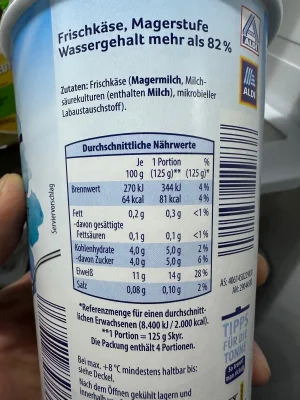 Frischkäse, Magerstufe
Wassergehalt mehr als 82 %
ALDI
ALDI
Zutaten: Frischkäse (Magermilch, Milch-
säurekulturen (enthalten Milch), mikrobieller
Labaustauschstoff).
Serviervorschlag
Durchschnittliche Nährwerte
Je 1 Portion %
100 g (125 g)** (125 g)*
Brennwert 270 kJ 344 kJ 4 %
64 kcal 81 kcal 4 %
Fett 0,2 g 0,3 g <1 %
-davon gesättigte
Fettsäuren 0,1 g 0,1 g <1 %
Kohlenhydrate 4,0 g 5,0 g 2 %
-davon Zucker 4,0 g 5,0 g 6 %
Eiweiß 11 g 14 g 28 %
Salz 0,08 g 0,10 g 2 %
*Referenzmenge für einen durchschnitt-
lichen Erwachsenen (8.400 kJ / 2.000 kcal).
**1 Portion = 125 g Skyr.
Die Packung enthält 4 Portionen.
Bei max. +8 °C mindestens haltbar bis:
siehe Deckel.
Nach dem Öffnen gekühlt lagern und
innerhalb
TIPPS
FÜR DIE
TONNE